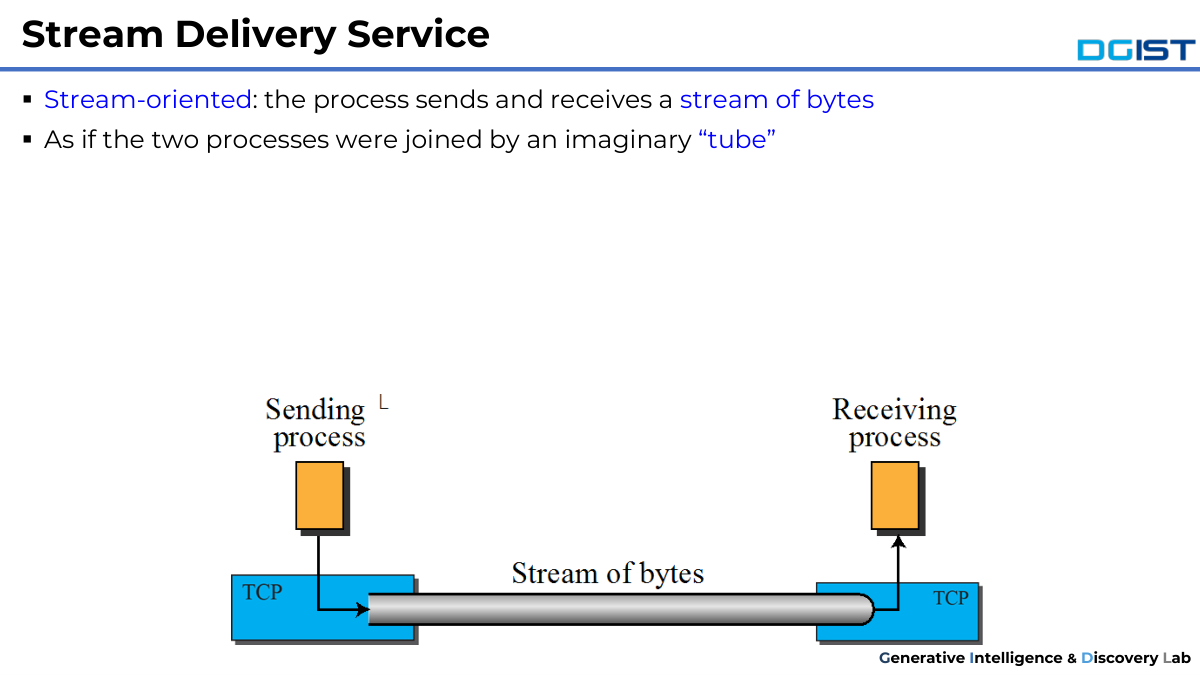 Stream Delivery Service
DGIST
▪ Stream-oriented: the process sends and receives a stream of bytes
▪ As if the two processes were joined by an imaginary “tube”
Sending └
process
Receiving
process
Stream of bytes
TCP
TCP
Generative Intelligence & Discovery Lab